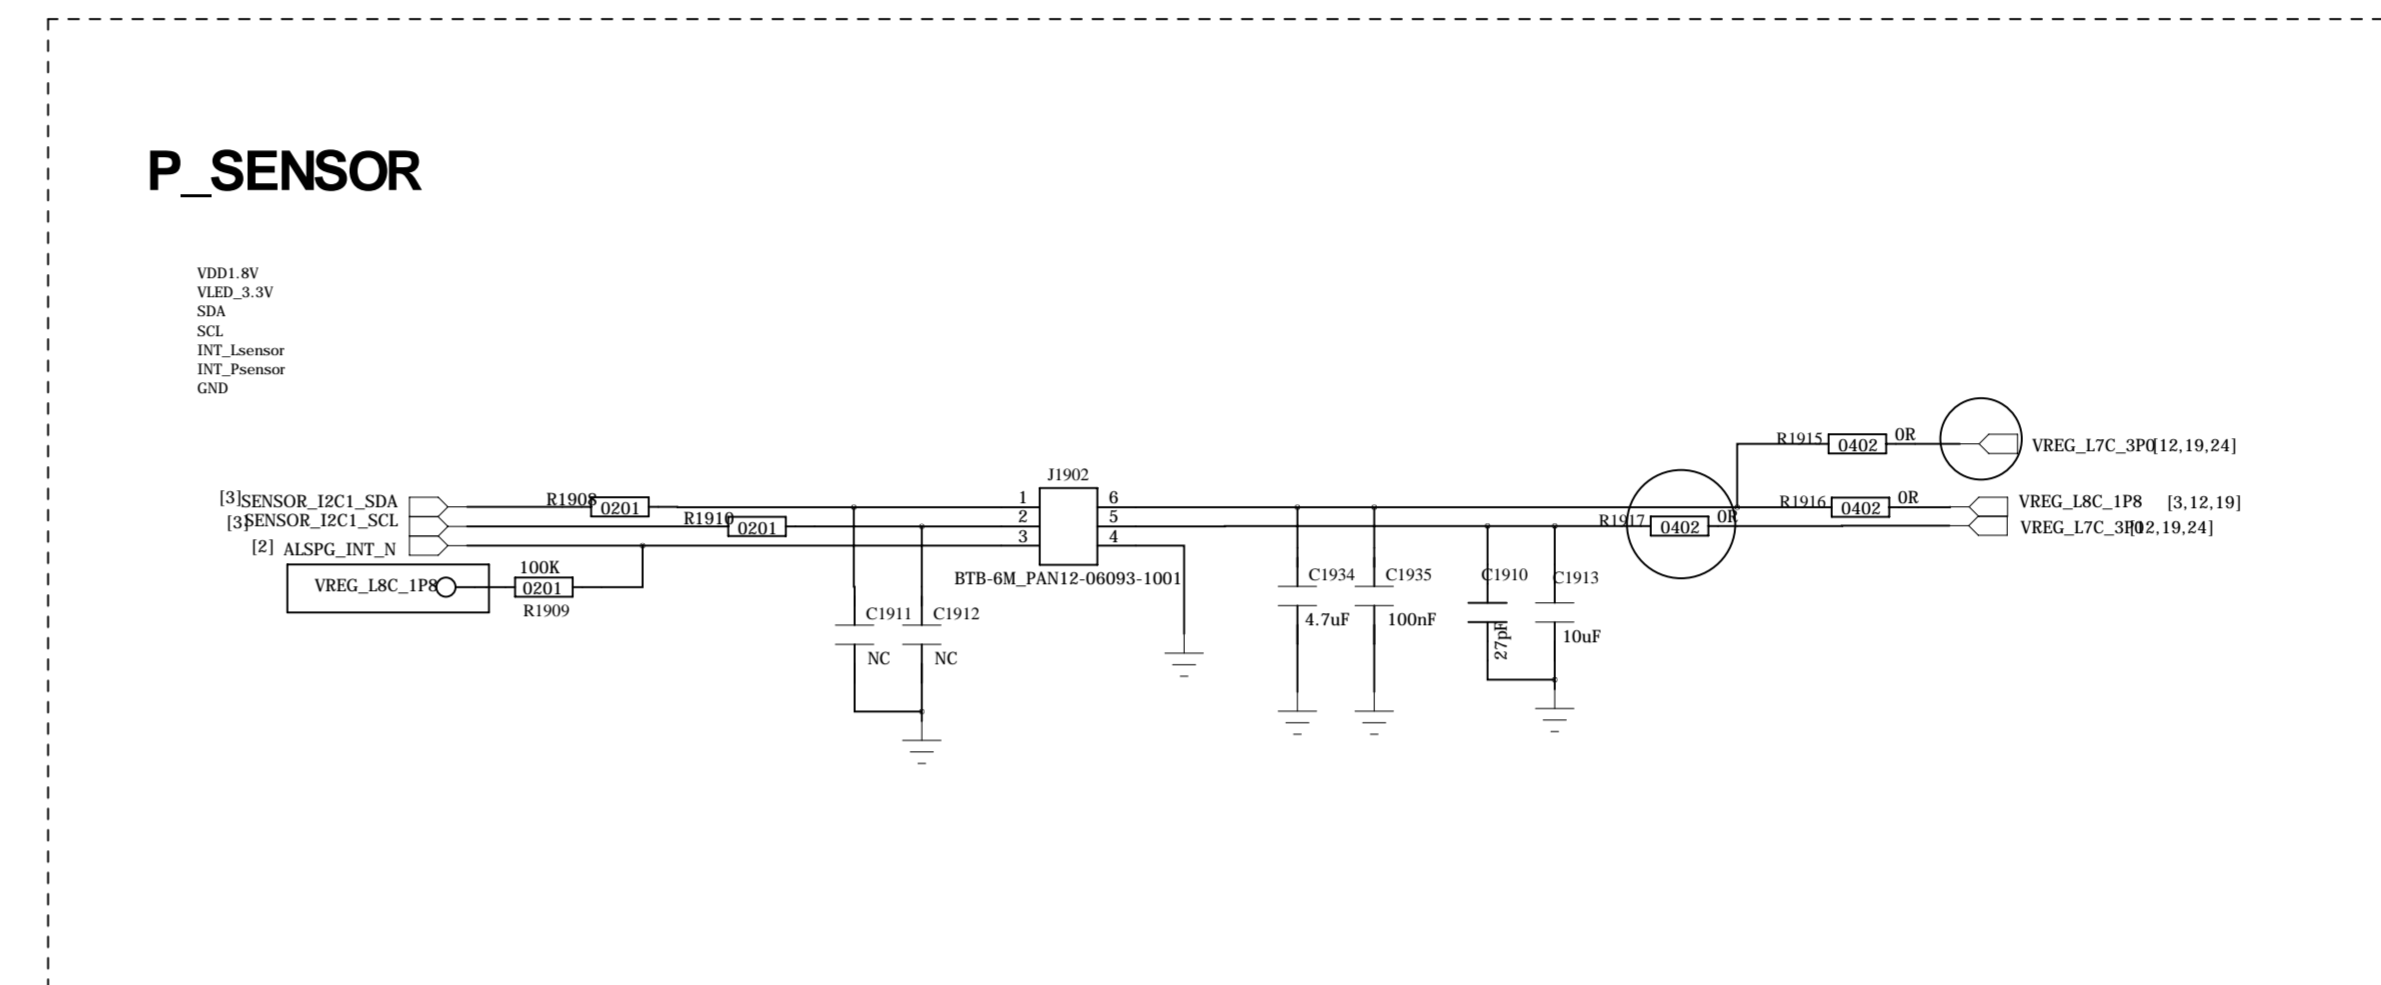 P_SENSOR
VDD1.8V
VLED_3.3V
SDA
SCL
INT_Lsensor
INT_Psensor
GND
R1915 0402 0R VREG_L7C_3P0[12,19,24]
J1902
[3]SENSOR_I2C1_SDA R1908 0201 1 6 R1916 0402 0R VREG_L8C_1P8 [3,12,19]
[3]SENSOR_I2C1_SCL R1910 0201 2 5 R1917 0402 0R VREG_L7C_3P0[12,19,24]
[2] ALSPG_INT_N 3 4
100K
VREG_L8C_1P8 0201
R1909
BTB-6M_PAN12-06093-1001
C1934 C1935 C1910 C1913
4.7uF 100nF 27pF 10uF
C1911 C1912
NC NC